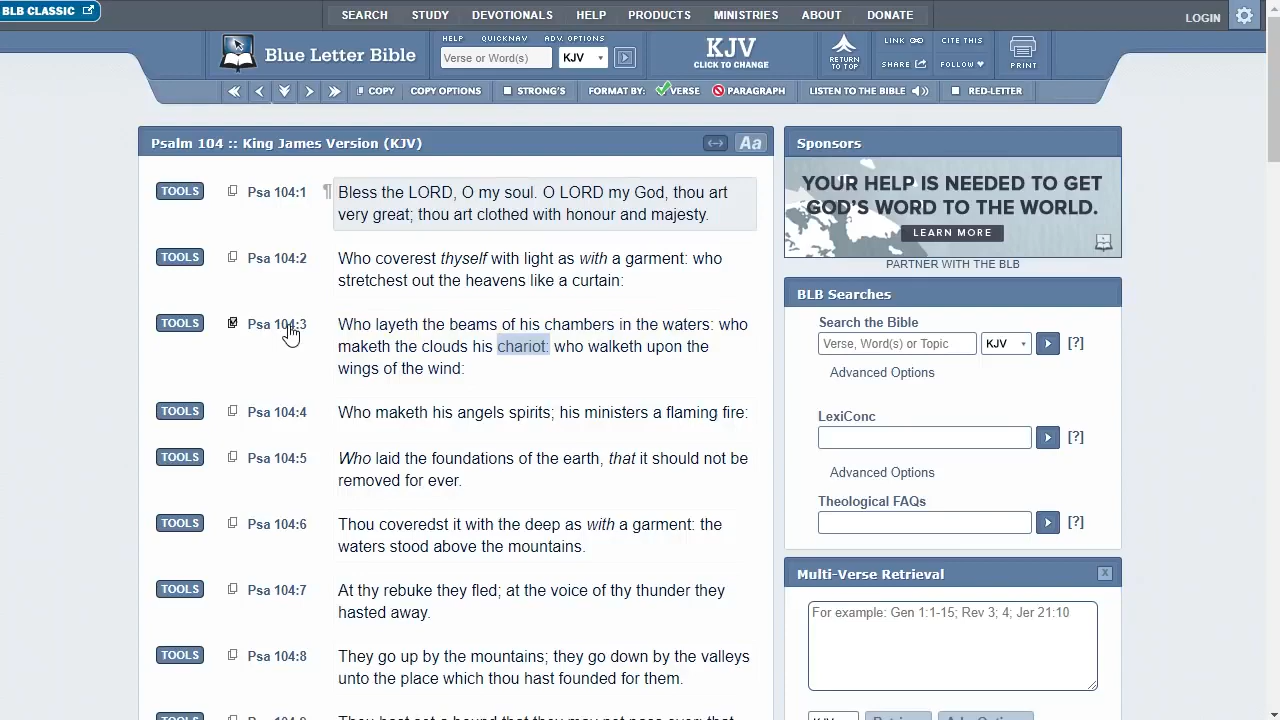 BLB CLASSIC
SEARCH STUDY DEVOTIONALS HELP PRODUCTS MINISTRIES ABOUT DONATE
LOGIN
Blue Letter Bible
HELP QUICKNAV ADV. OPTIONS
Verse or Word(s) KJV
KJV
CLICK TO CHANGE
RETURN
TO TOP
LINK CITE THIS
SHARE FOLLOW
PRINT
COPY COPY OPTIONS STRONG'S FORMAT BY: VERSE PARAGRAPH LISTEN TO THE BIBLE RED-LETTER
Psalm 104 :: King James Version (KJV) Aa
TOOLS Psa 104:1 ¶ Bless the LORD, O my soul. O LORD my God, thou art
very great; thou art clothed with honour and majesty.
TOOLS Psa 104:2 Who coverest thyself with light as with a garment: who
stretchest out the heavens like a curtain:
TOOLS Psa 104:3 Who layeth the beams of his chambers in the waters: who
maketh the clouds his chariot: who walketh upon the
wings of the wind:
TOOLS Psa 104:4 Who maketh his angels spirits; his ministers a flaming fire:
TOOLS Psa 104:5 Who laid the foundations of the earth, that it should not be
removed for ever.
TOOLS Psa 104:6 Thou coveredst it with the deep as with a garment: the
waters stood above the mountains.
TOOLS Psa 104:7 At thy rebuke they fled; at the voice of thy thunder they
hasted away.
TOOLS Psa 104:8 They go up by the mountains; they go down by the valleys
unto the place which thou hast founded for them.
Sponsors
YOUR HELP IS NEEDED TO GET
GOD'S WORD TO THE WORLD.
LEARN MORE
PARTNER WITH THE BLB
BLB Searches
Search the Bible
Verse, Word(s) or Topic KJV [?]
Advanced Options
LexiConc
[?]
Advanced Options
Theological FAQs
[?]
Multi-Verse Retrieval X
For example: Gen 1:1-15; Rev 3; 4; Jer 21:10